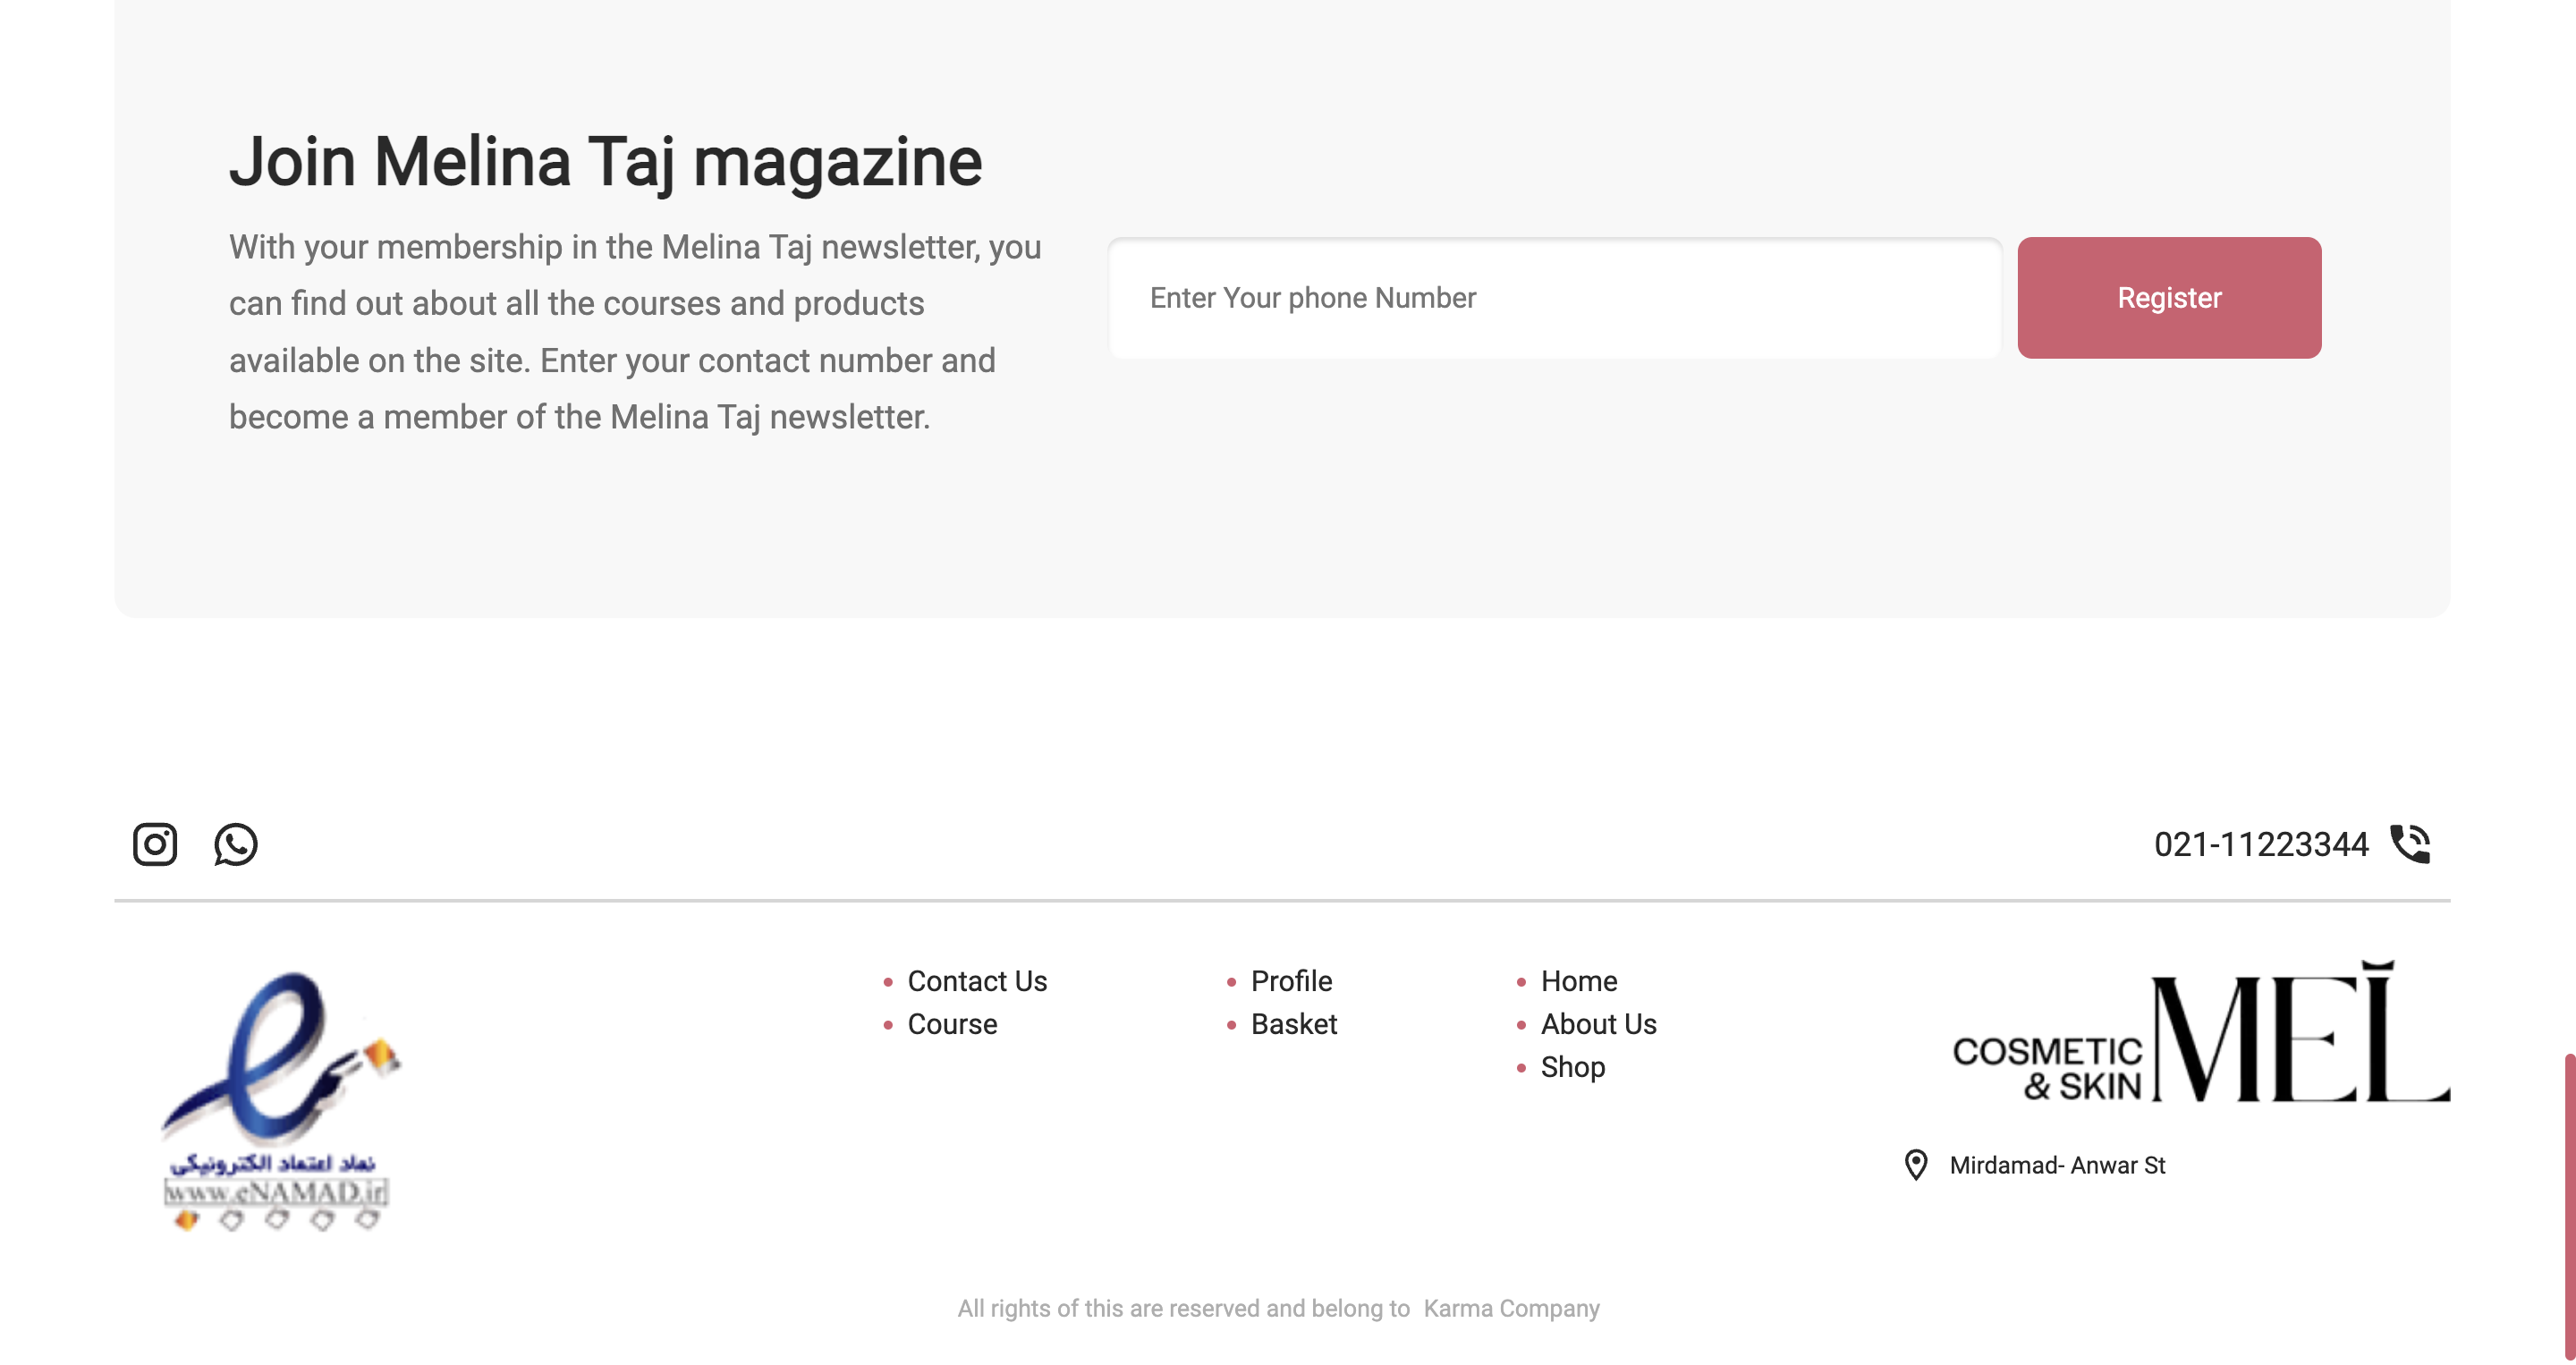 Join Melina Taj magazine
With your membership in the Melina Taj newsletter, you
can find out about all the courses and products
available on the site. Enter your contact number and
become a member of the Melina Taj newsletter.
Enter Your phone Number
Register
021-11223344
Contact Us
Course
Profile
Basket
Home
About Us
Shop
COSMETIC
& SKIN
MEL
Mirdamad- Anwar St
نماد اعتماد الکترونیکی
www.eNAMAD.ir
All rights of this are reserved and belong to Karma Company